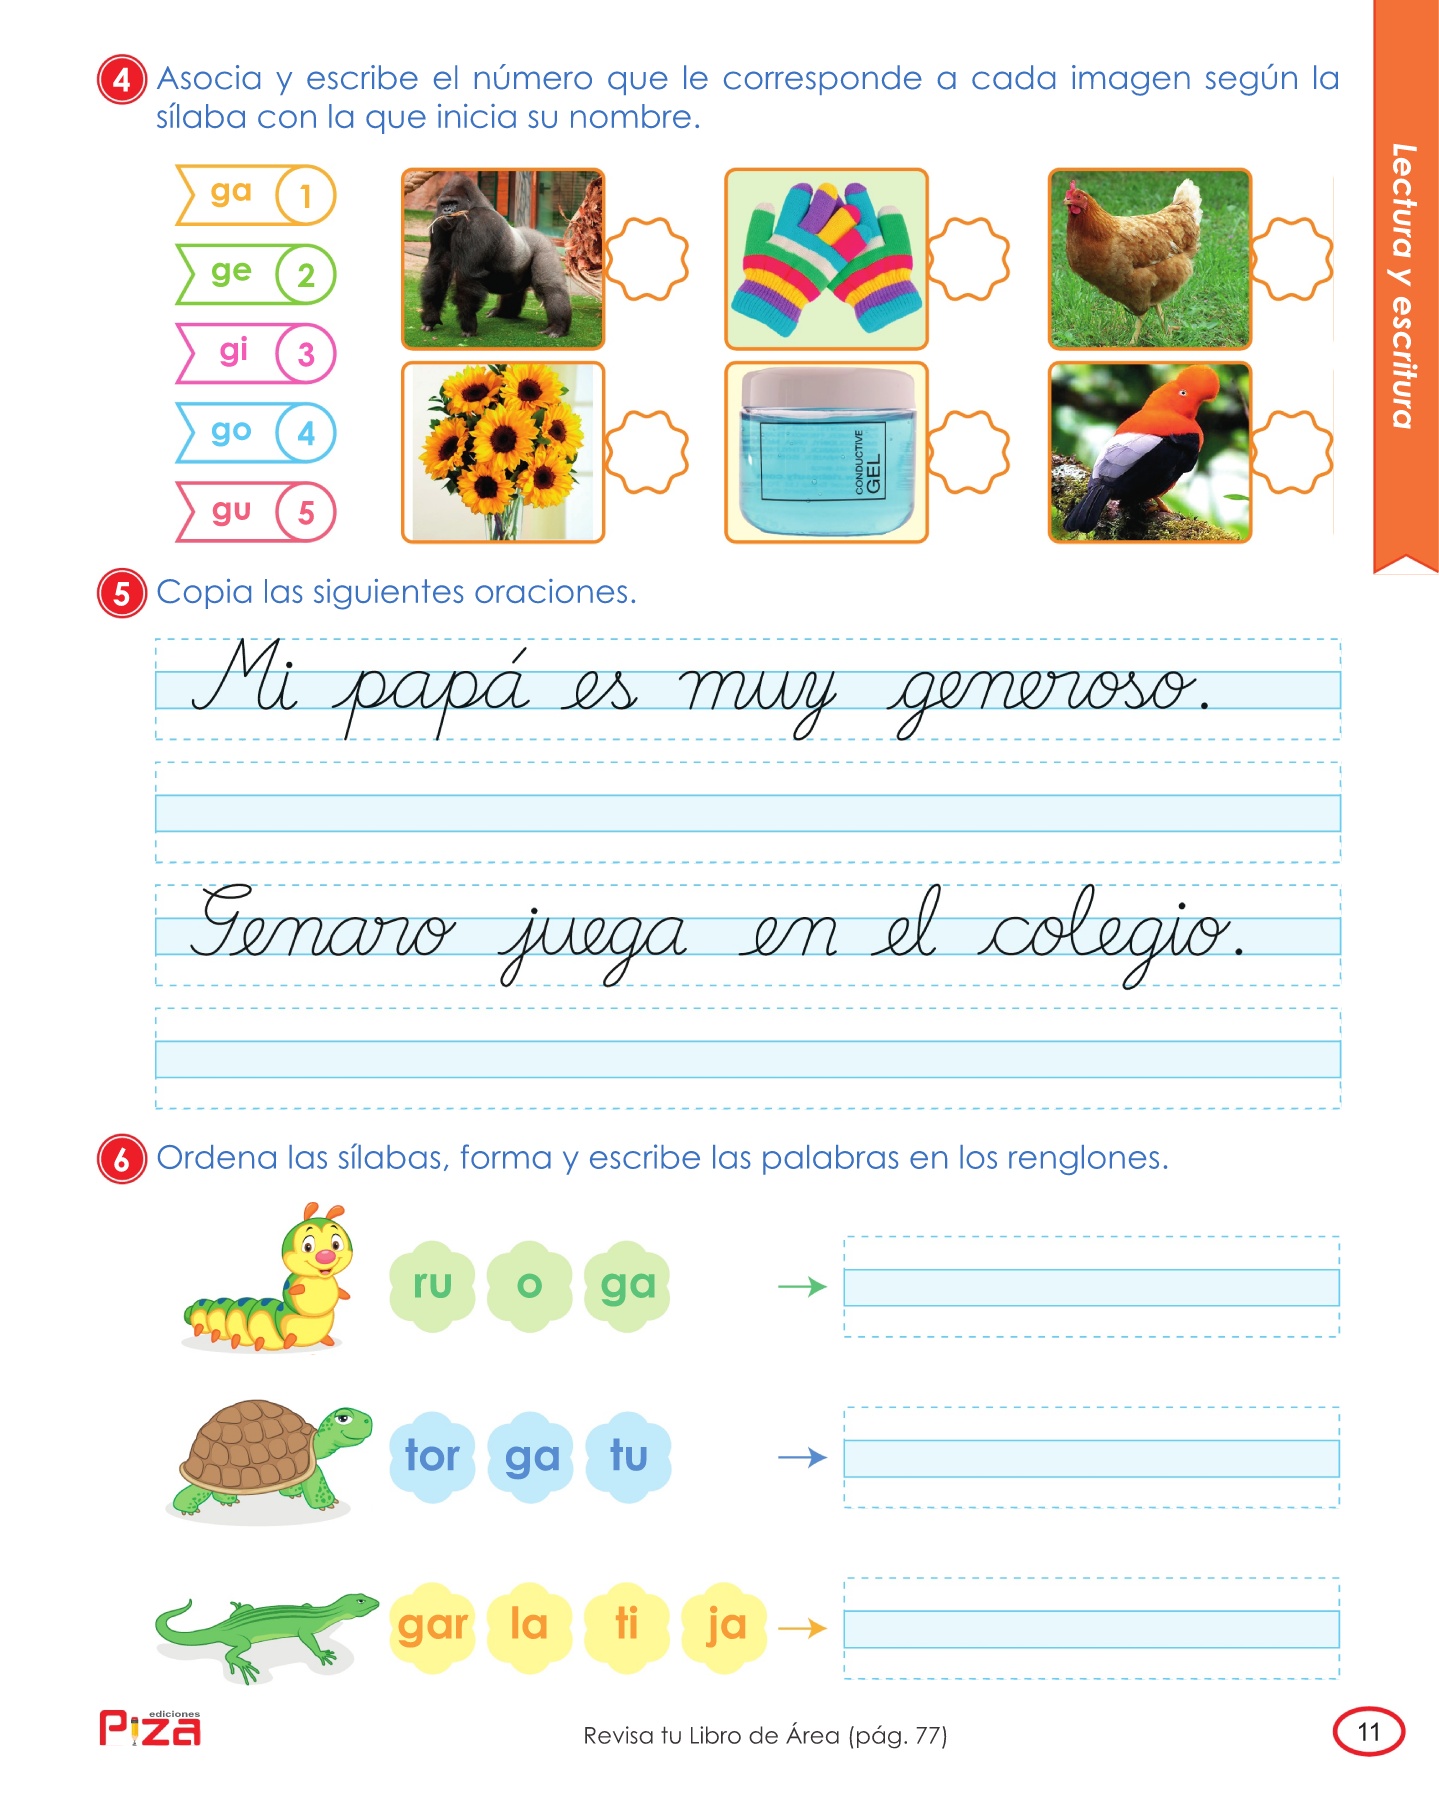 4 Asocia y escribe el número que le corresponde a cada imagen según la
sílaba con la que inicia su nombre.
ga 1
ge 2
gi 3
go 4
gu 5
CONDUCTIVE
GEL
Lectura y escritura
5 Copia las siguientes oraciones.
Mi papá es muy generoso.
Genaro juega en el colegio.
6 Ordena las sílabas, forma y escribe las palabras en los renglones.
ru o ga
tor ga tu
gar la ti ja
ediciones
Piza
Revisa tu Libro de Área (pág. 77)
11